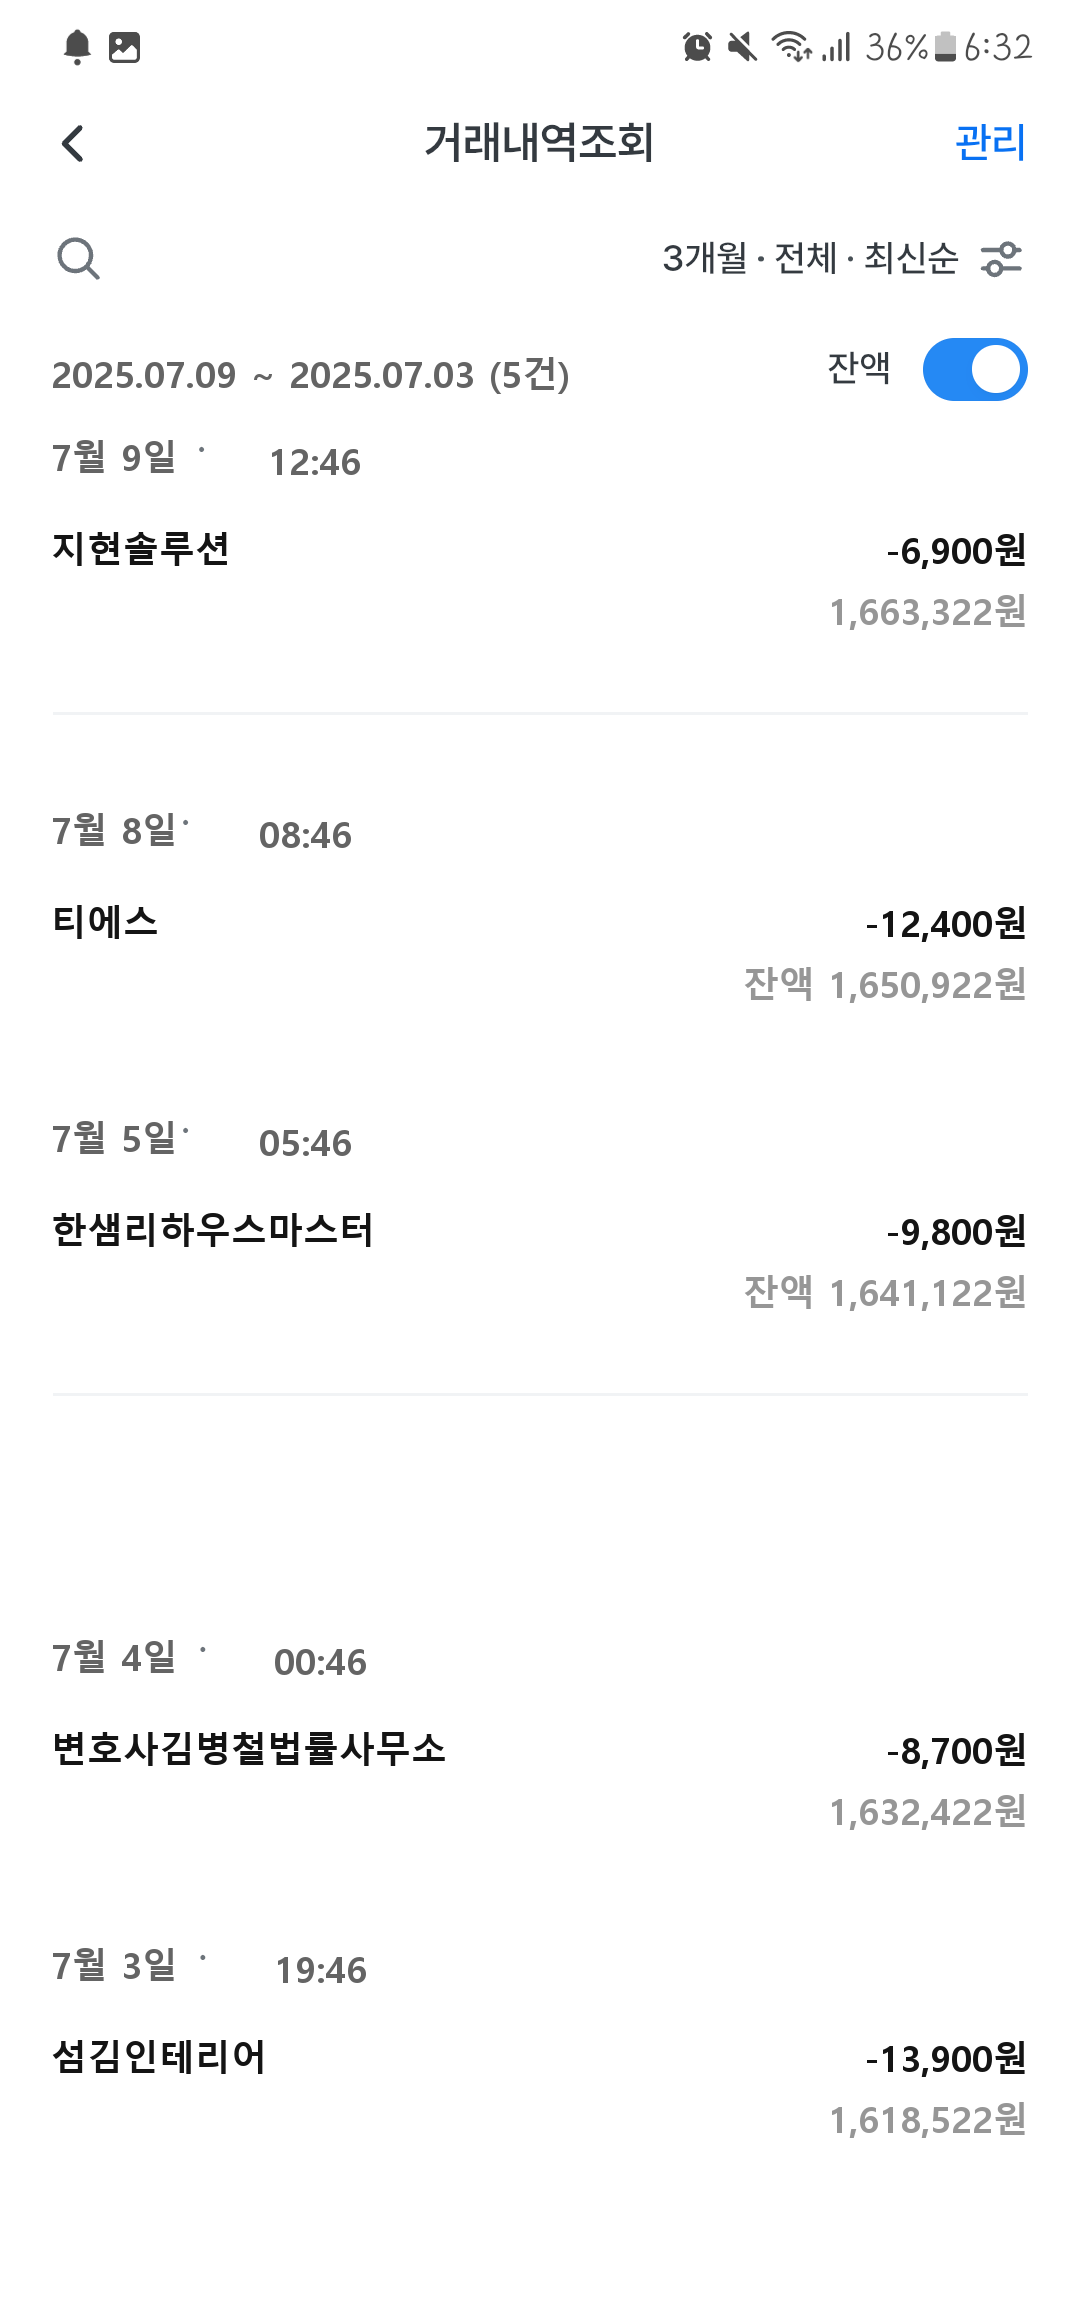 36% 6:32
거래내역조회 관리
3개월 · 전체 · 최신순
2025.07.09 ~ 2025.07.03 (5건) 잔액
7월 9일 · 12:46
지현솔루션 -6,900원
1,663,322원
7월 8일 · 08:46
티에스 -12,400원
잔액 1,650,922원
7월 5일 · 05:46
한샘리하우스마스터 -9,800원
잔액 1,641,122원
7월 4일 · 00:46
변호사김병철법률사무소 -8,700원
1,632,422원
7월 3일 · 19:46
섬김인테리어 -13,900원
1,618,522원